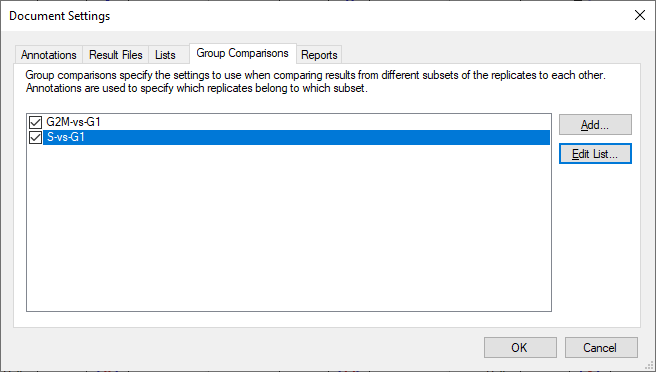 Document Settings
Annotations Result Files Lists Group Comparisons Reports
Group comparisons specify the settings to use when comparing results from different subsets of the replicates to each other.
Annotations are used to specify which replicates belong to which subset.
G2M-vs-G1
S-vs-G1
Add...
Edit List...
OK Cancel